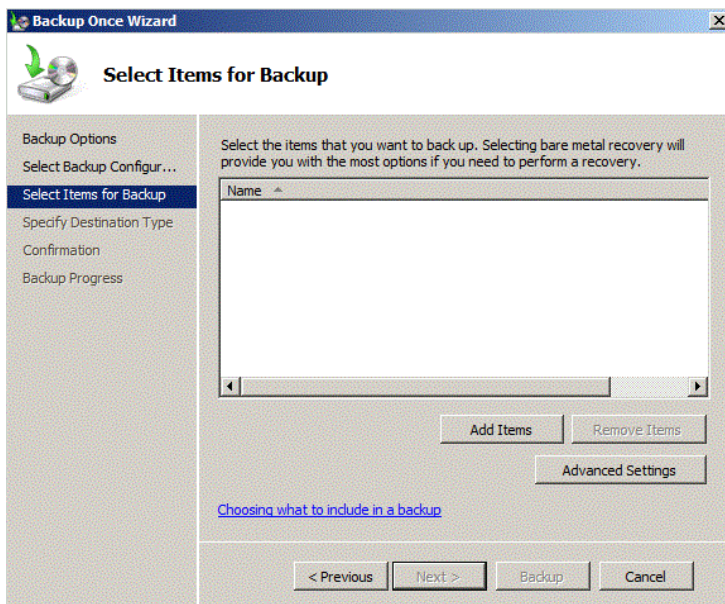 Backup Once Wizard
Select Items for Backup
Backup Options
Select Backup Configur...
Select Items for Backup
Specify Destination Type
Confirmation
Backup Progress
Select the items that you want to back up. Selecting bare metal recovery will
provide you with the most options if you need to perform a recovery.
Name
Add Items
Remove Items
Advanced Settings
Choosing what to include in a backup
< Previous
Next >
Backup
Cancel